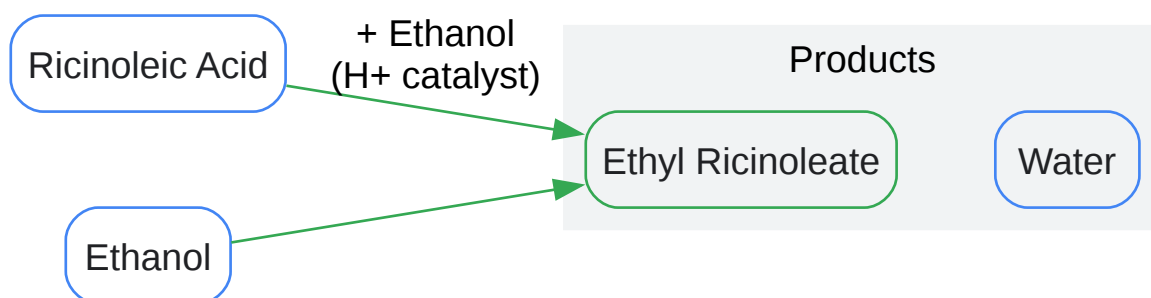 Ricinoleic Acid
+ Ethanol
(H+ catalyst)
Products
Ethyl Ricinoleate
Water
Ethanol